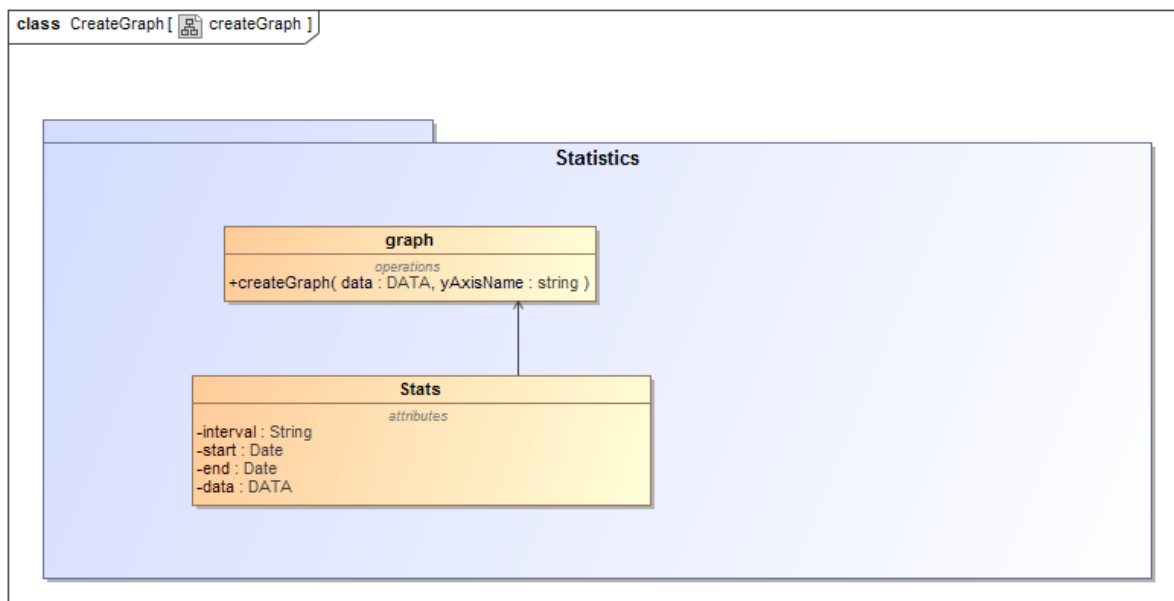 class CreateGraph [ createGraph ]
Statistics
graph
operations
+createGraph( data : DATA, yAxisName : string )
Stats
attributes
-interval : String
-start : Date
-end : Date
-data : DATA